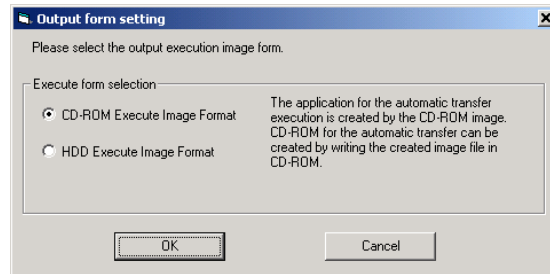 Output form setting
Please select the output execution image form.
Execute form selection
CD-ROM Execute Image Format
HDD Execute Image Format
The application for the automatic transfer
execution is created by the CD-ROM image.
CD-ROM for the automatic transfer can be
created by writing the created image file in
CD-ROM.
OK
Cancel